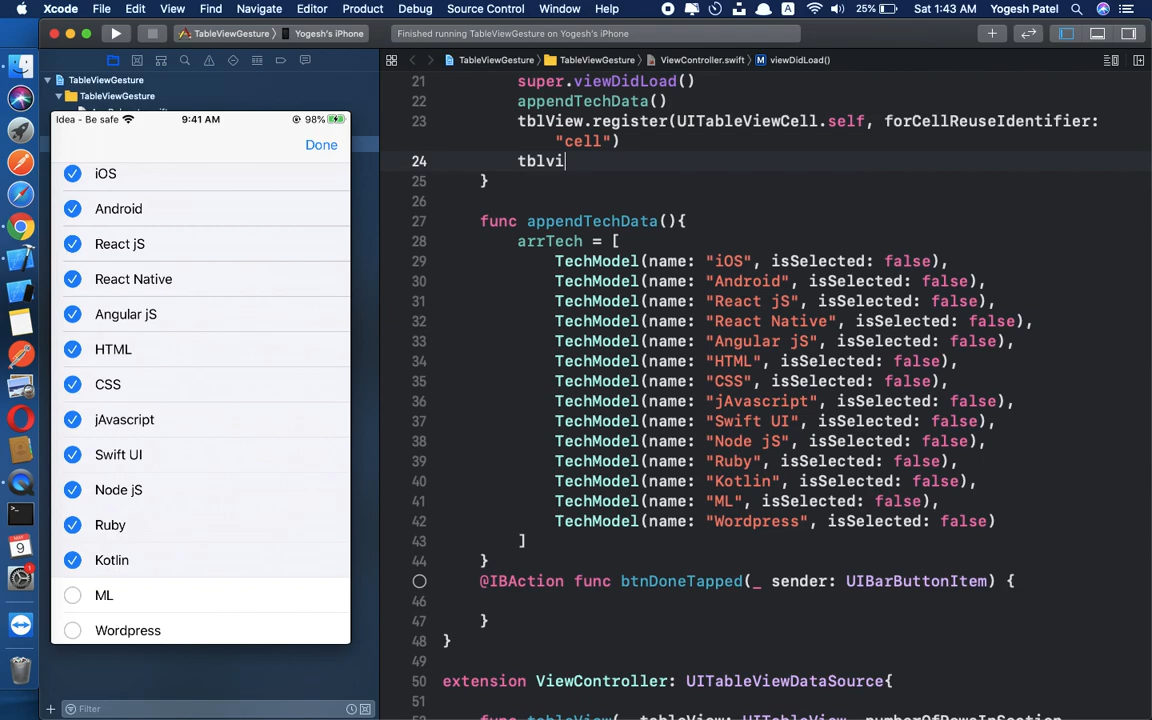 Xcode File Edit View Find Navigate Editor Product Debug Source Control Window Help A 25% Sat 1:43 AM Yogesh Patel
TableViewGesture Yogesh's iPhone
Finished running TableViewGesture on Yogesh's iPhone
TableViewGesture TableViewGesture ViewController.swift M viewDidLoad()
TableViewGesture
TableViewGesture
Idea - Be safe 9:41 AM 98%
Done
iOS
Android
React jS
React Native
Angular jS
HTML
CSS
jAvascript
Swift UI
Node jS
Ruby
Kotlin
ML
Wordpress
Filter
21 super.viewDidLoad()
22 appendTechData()
23 tblView.register(UITableViewCell.self, forCellReuseIdentifier:
"cell")
24 tblvi
25 }
26
27 func appendTechData(){
28 arrTech = [
29 TechModel(name: "iOS", isSelected: false),
30 TechModel(name: "Android", isSelected: false),
31 TechModel(name: "React jS", isSelected: false),
32 TechModel(name: "React Native", isSelected: false),
33 TechModel(name: "Angular jS", isSelected: false),
34 TechModel(name: "HTML", isSelected: false),
35 TechModel(name: "CSS", isSelected: false),
36 TechModel(name: "jAvascript", isSelected: false),
37 TechModel(name: "Swift UI", isSelected: false),
38 TechModel(name: "Node jS", isSelected: false),
39 TechModel(name: "Ruby", isSelected: false),
40 TechModel(name: "Kotlin", isSelected: false),
41 TechModel(name: "ML", isSelected: false),
42 TechModel(name: "Wordpress", isSelected: false)
43 ]
44 }
@IBAction func btnDoneTapped(_ sender: UIBarButtonItem) {
46
47 }
48 }
49
50 extension ViewController: UITableViewDataSource{
51